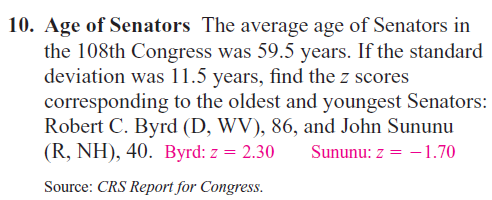 10. Age of Senators The average age of Senators in
the 108th Congress was 59.5 years. If the standard
deviation was 11.5 years, find the z scores
corresponding to the oldest and youngest Senators:
Robert C. Byrd (D, WV), 86, and John Sununu
(R, NH), 40. Byrd: z = 2.30 Sununu: z = −1.70
Source: CRS Report for Congress.